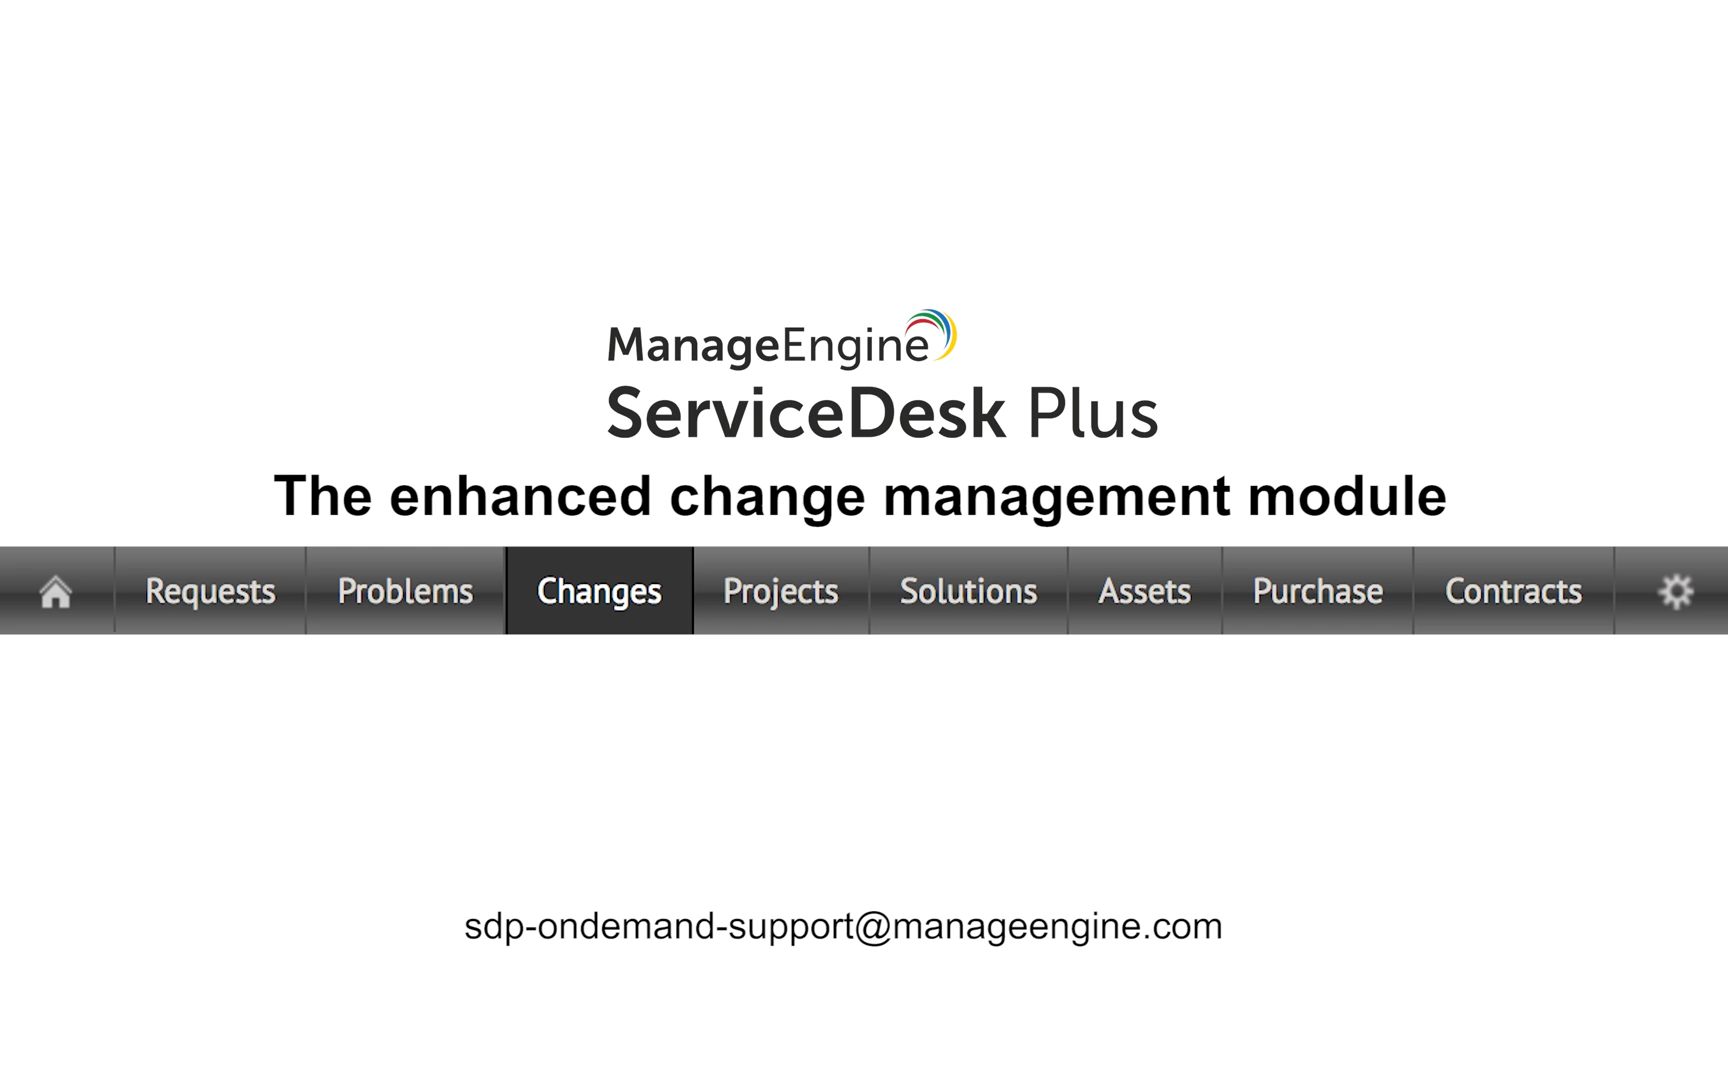 ManageEngine
ServiceDesk Plus
The enhanced change management module
Requests Problems Changes Projects Solutions Assets Purchase Contracts
sdp-ondemand-support@manageengine.com